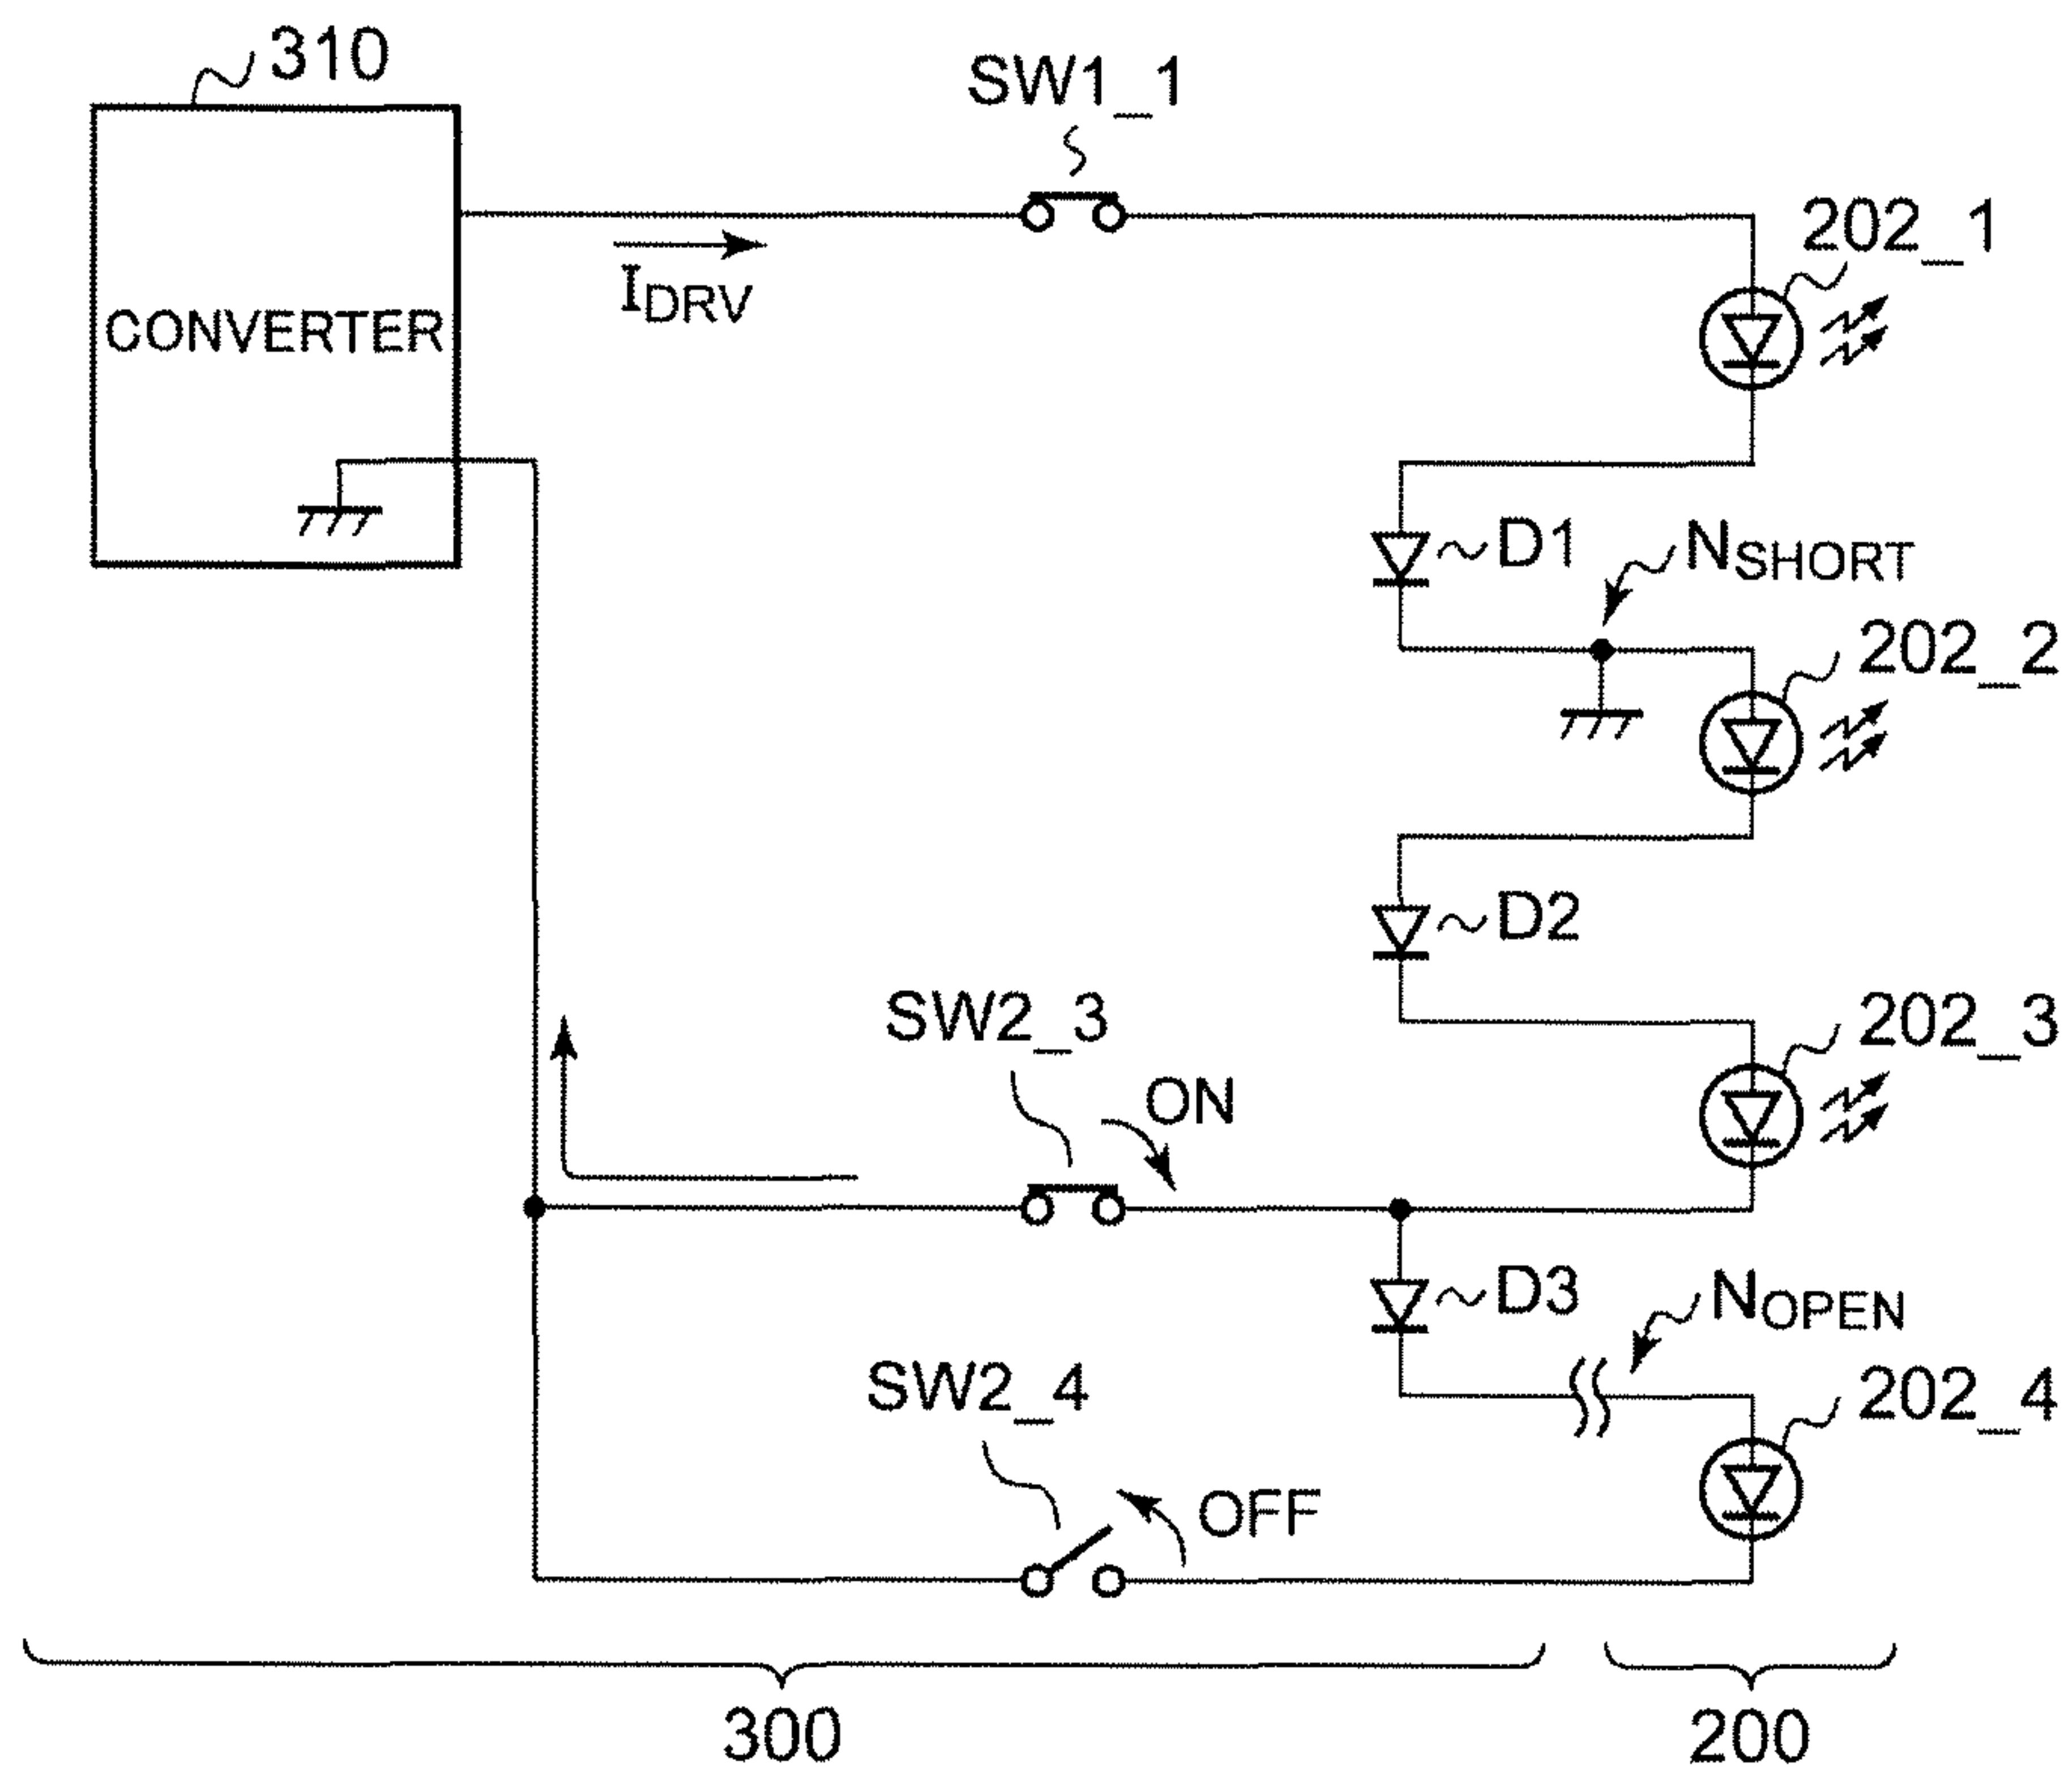 310
SW1_1
202_1
CONVERTER
IDRV
D1
NSHORT
202_2
D2
SW2_3
ON
202_3
D3
NOPEN
SW2_4
OFF
202_4
300
200